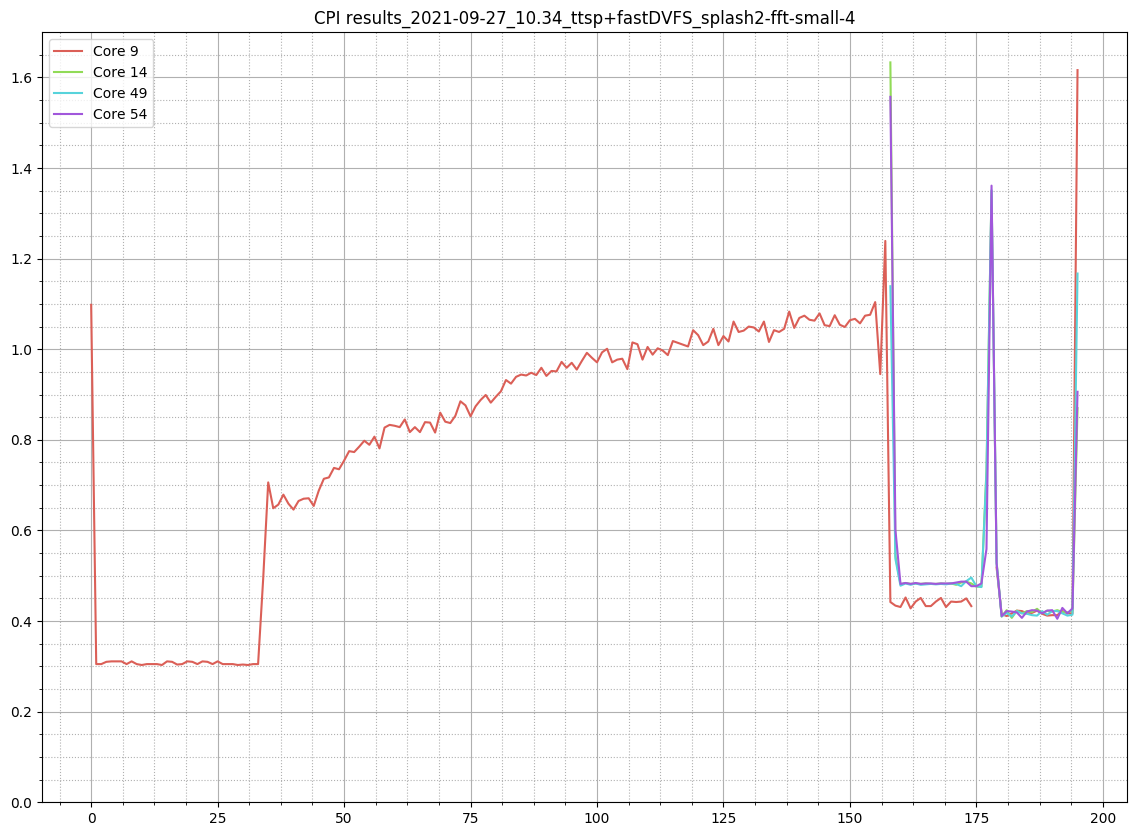 CPI results_2021-09-27_10.34_ttsp+fastDVFS_splash2-fft-small-4
Core 9
Core 14
Core 49
Core 54
1.6
1.4
1.2
1.0
0.8
0.6
0.4
0.2
0.0
0 25 50 75 100 125 150 175 200